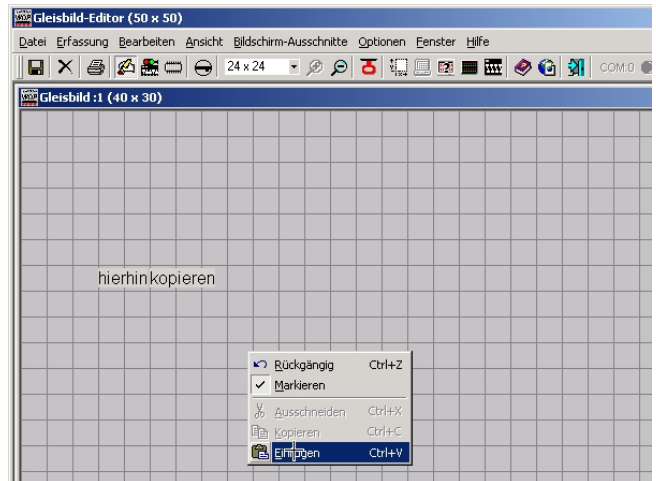 Gleisbild-Editor (50 x 50)
Datei Erfassung Bearbeiten Ansicht Bildschirm-Ausschnitte Optionen Fenster Hilfe
24 x 24 COM:0
Gleisbild :1 (40 x 30)
hierhin kopieren
Rückgängig Ctrl+Z
Markieren
Ausschneiden Ctrl+X
Kopieren Ctrl+C
Einfügen Ctrl+V